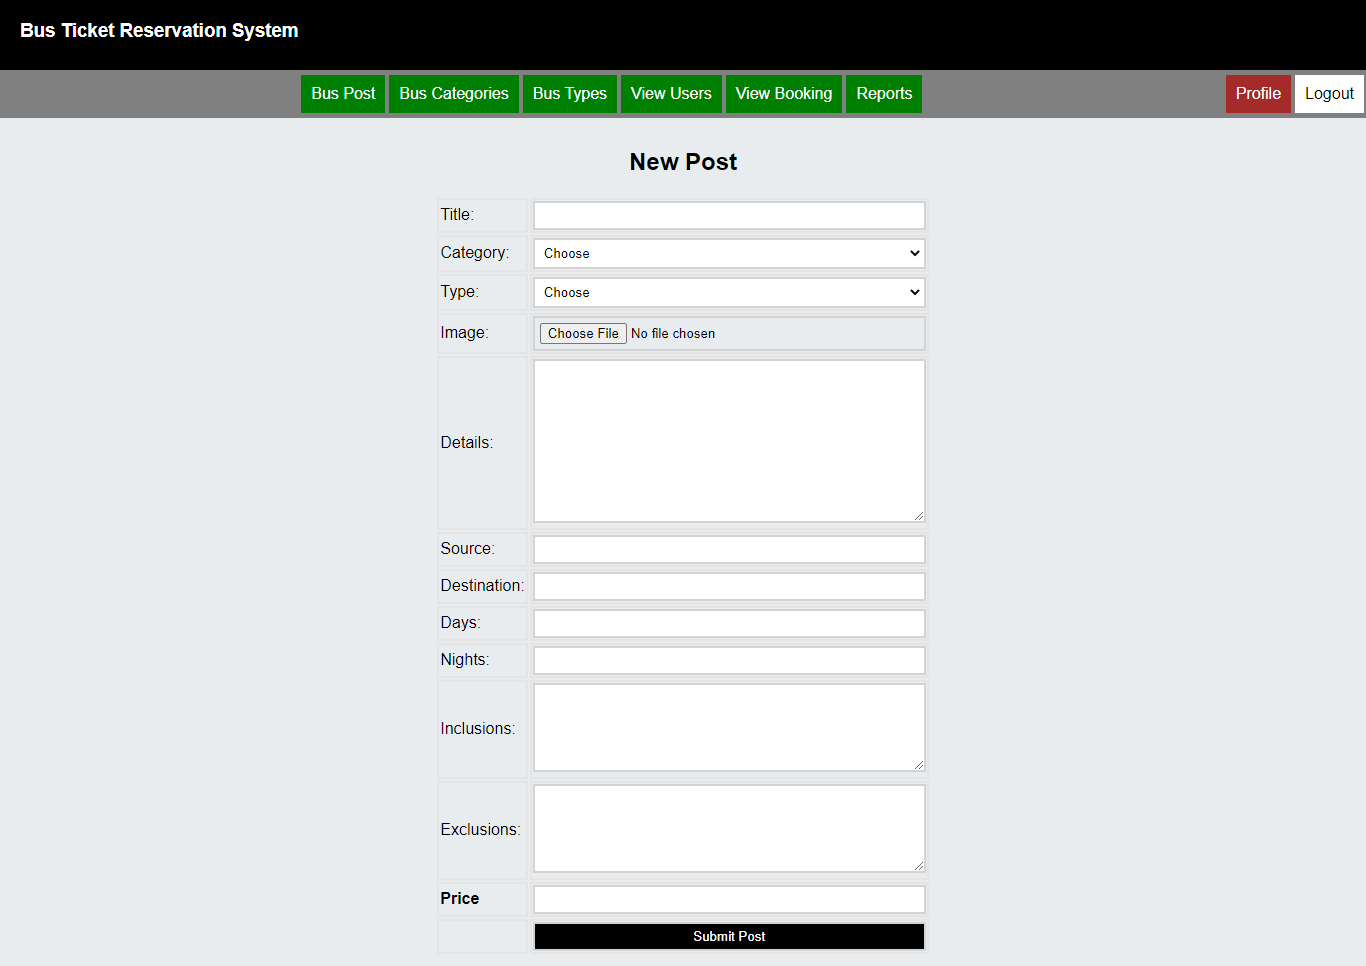 Bus Ticket Reservation System
Bus Post Bus Categories Bus Types View Users View Booking Reports Profile Logout
New Post
Title:
Category: Choose
Type: Choose
Image: Choose File No file chosen
Details:
Source:
Destination:
Days:
Nights:
Inclusions:
Exclusions:
Price
Submit Post